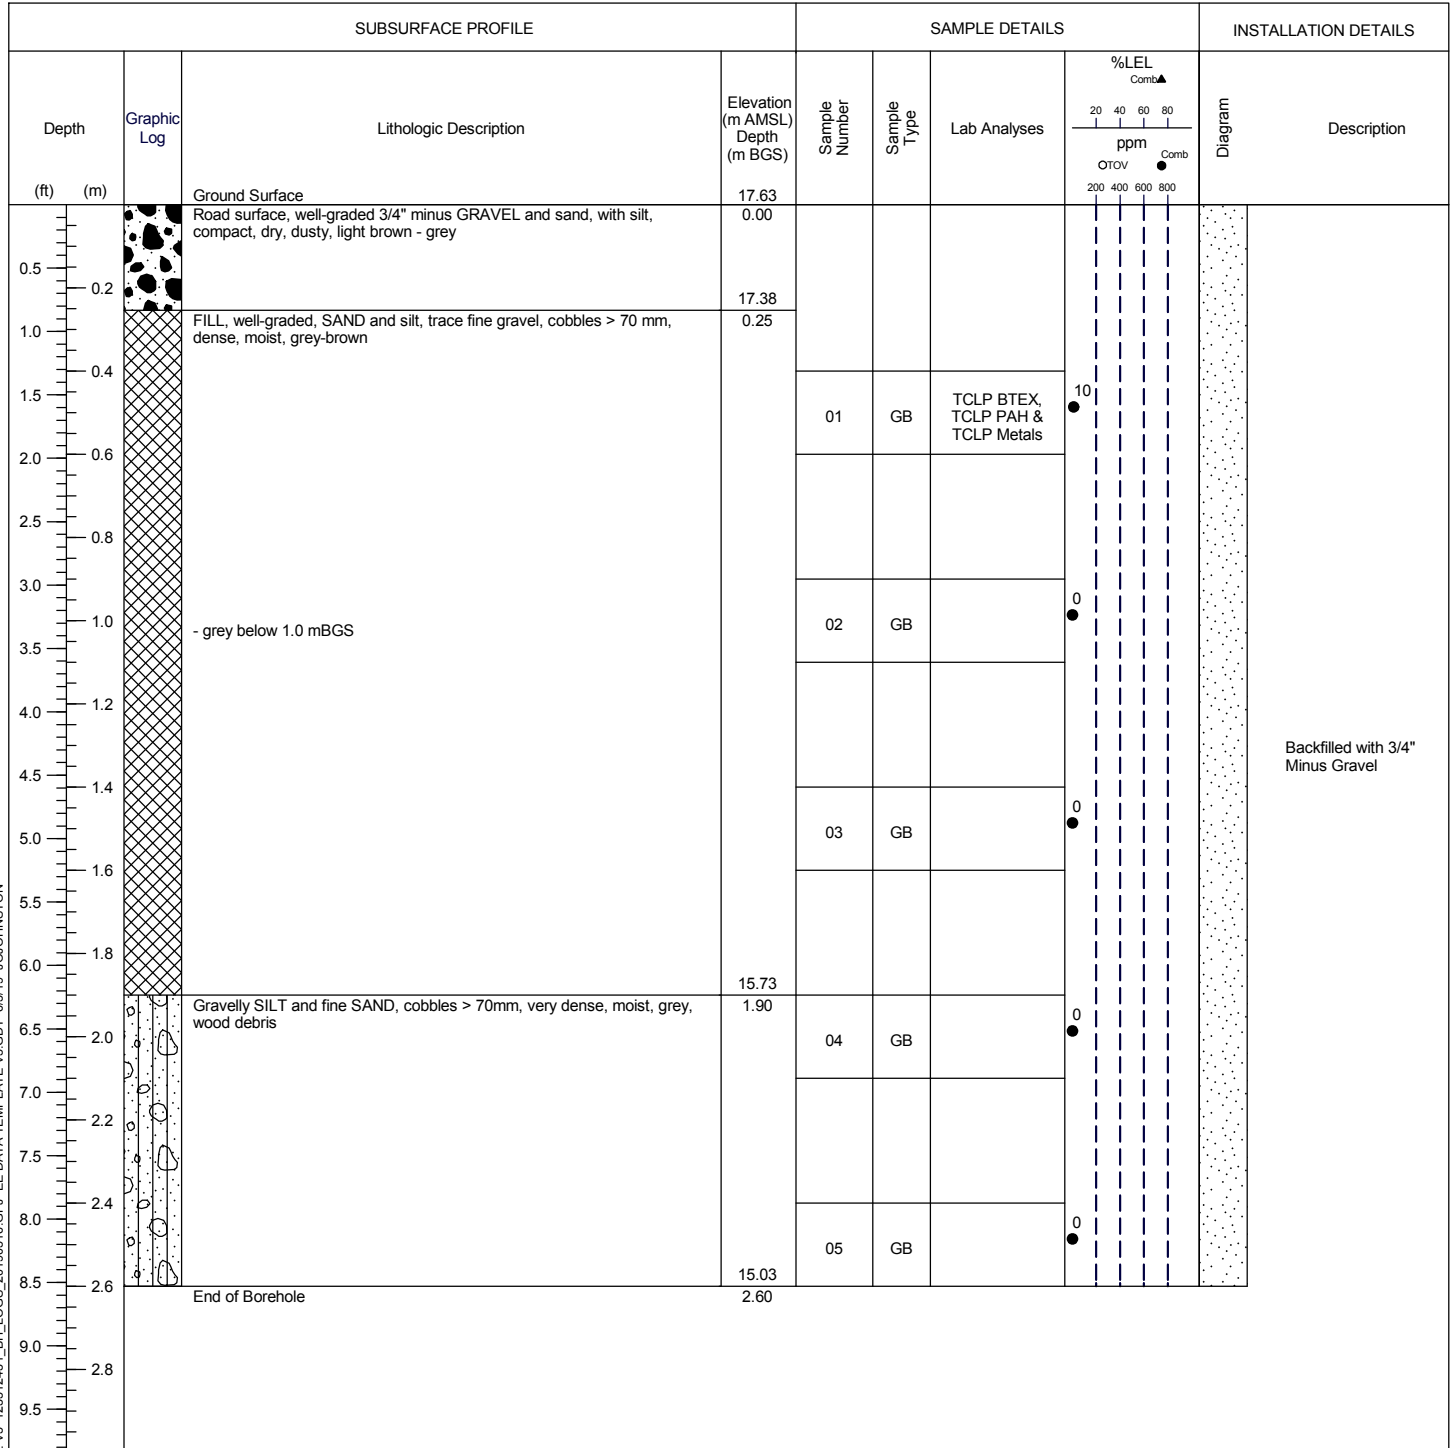 SUBSURFACE PROFILE
SAMPLE DETAILS
INSTALLATION DETAILS
Depth
(ft) (m)
Graphic
Log
Lithologic Description
Elevation
(m AMSL)
Depth
(m BGS)
Sample
Number
Sample
Type
Lab Analyses
%LEL
Comb
20 40 60 80
ppm
TOV
Comb
200 400 600 800
Diagram
Description
Ground Surface
17.63
Road surface, well-graded 3/4" minus GRAVEL and sand, with silt,
compact, dry, dusty, light brown - grey
0.00
17.38
FILL, well-graded, SAND and silt, trace fine gravel, cobbles > 70 mm,
dense, moist, grey-brown
0.25
01 GB
TCLP BTEX,
TCLP PAH &
TCLP Metals
10
02 GB
0
- grey below 1.0 mBGS
Backfilled with 3/4"
Minus Gravel
03 GB
0
15.73
Gravelly SILT and fine SAND, cobbles > 70mm, very dense, moist, grey,
wood debris
1.90
04 GB
0
05 GB
0
15.03
End of Borehole
2.60
0.5
1.0
1.5
2.0
2.5
3.0
3.5
4.0
4.5
5.0
5.5
6.0
6.5
7.0
7.5
8.0
8.5
9.0
9.5
0.2
0.4
0.6
0.8
1.0
1.2
1.4
1.6
1.8
2.0
2.2
2.4
2.6
2.8